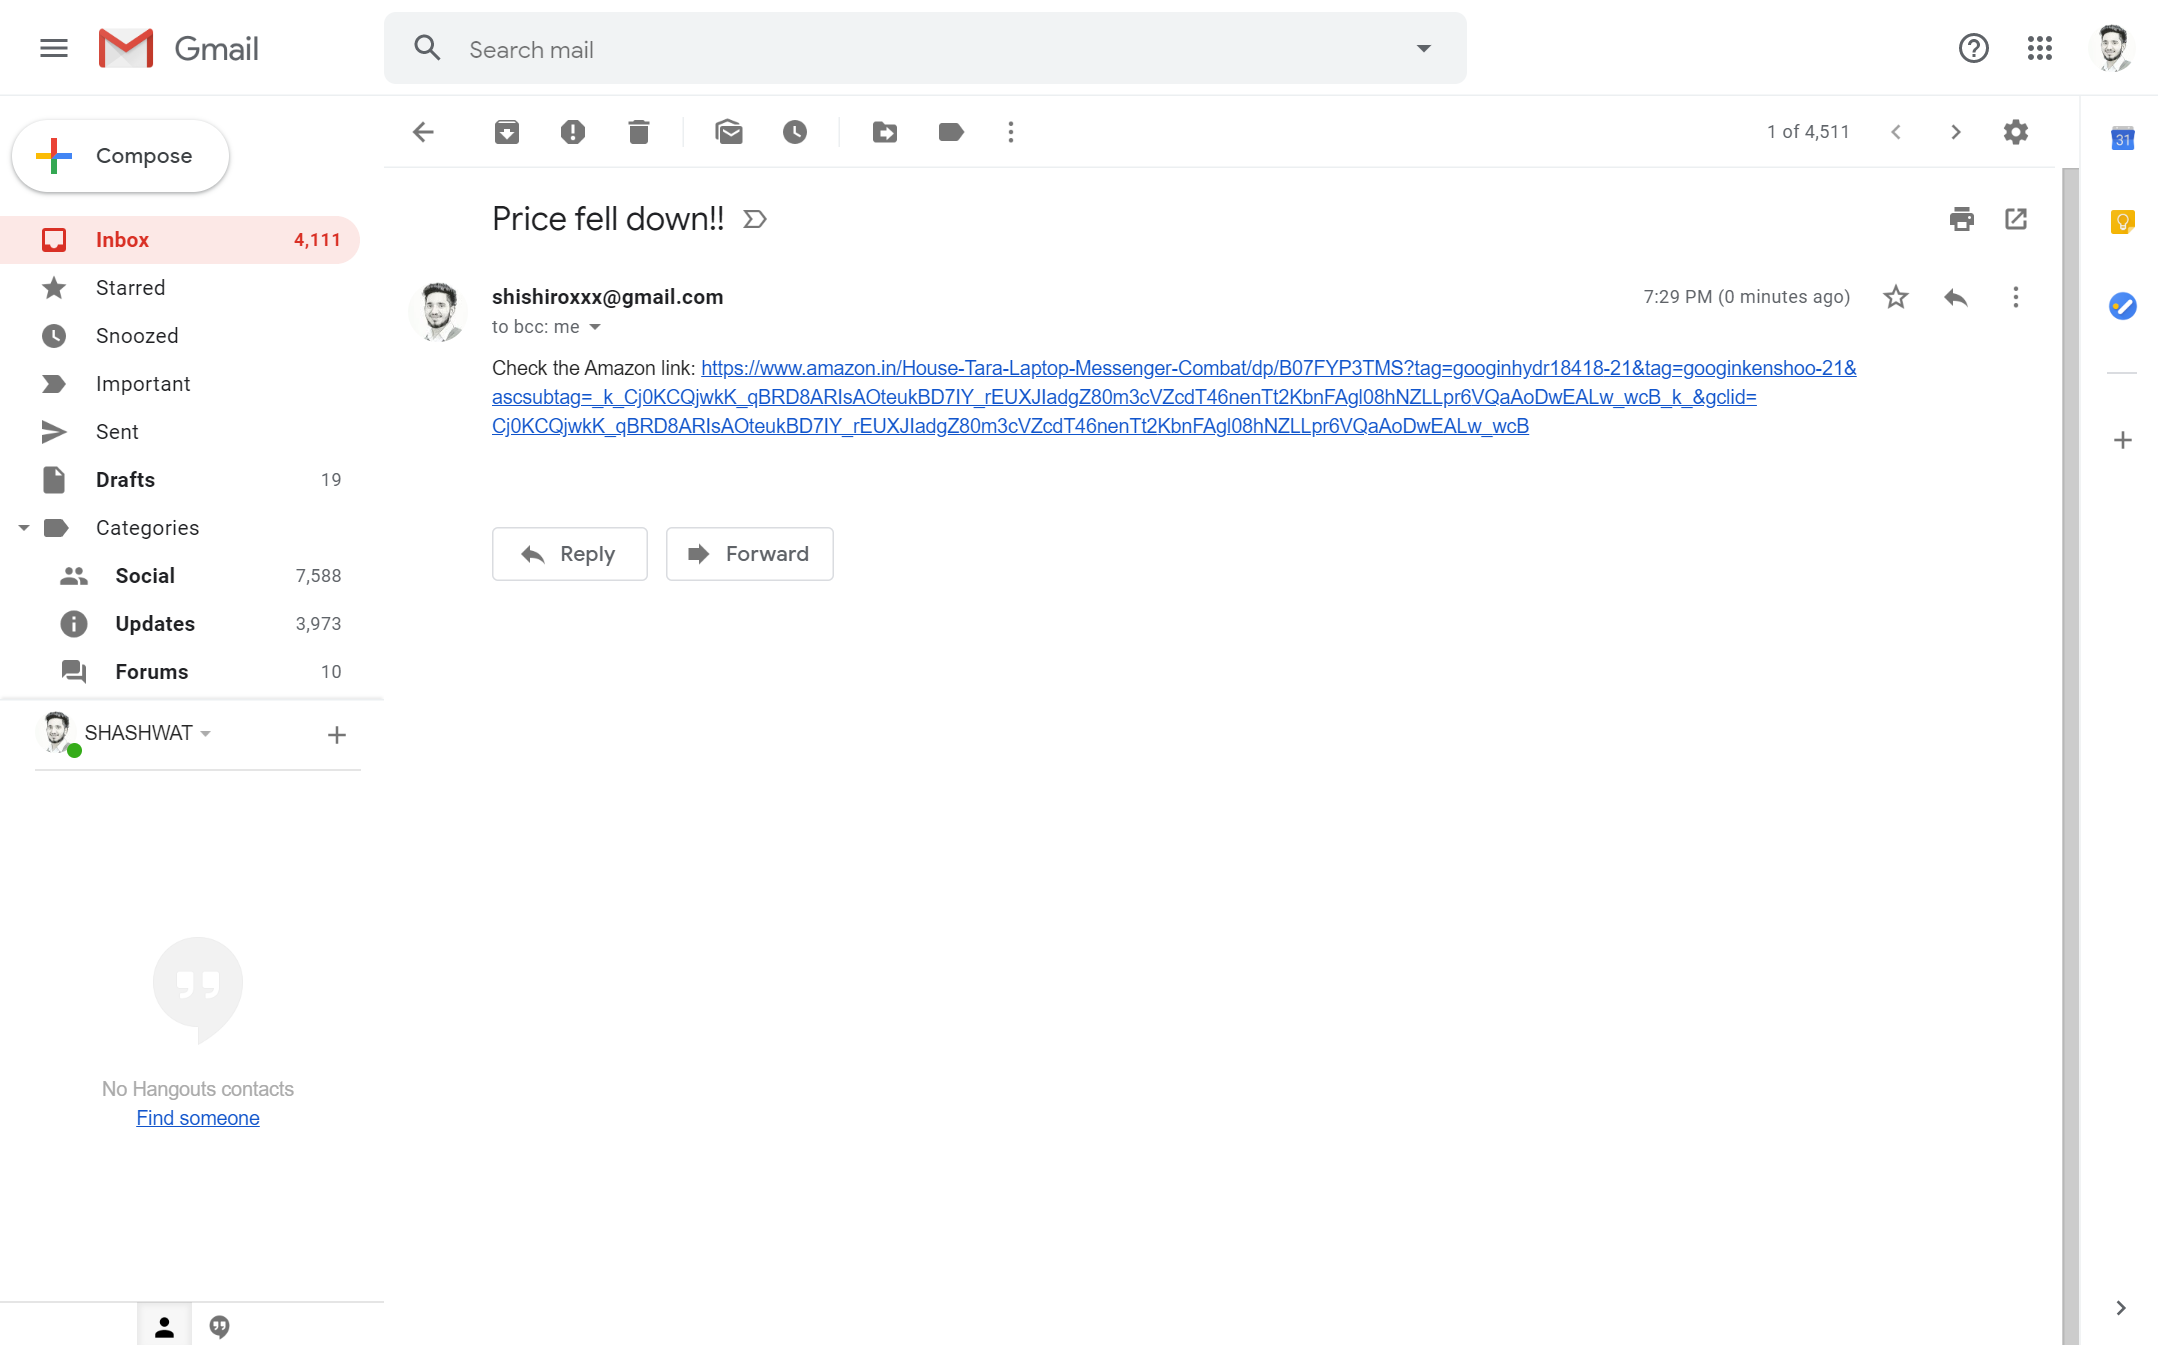 Gmail
Search mail
Compose
1 of 4,511
31
Inbox 4,111
Starred
Snoozed
Important
Sent
Drafts 19
Categories
Social 7,588
Updates 3,973
Forums 10
SHASHWAT
No Hangouts contacts
Find someone
Price fell down!!
shishiroxxx@gmail.com
7:29 PM (0 minutes ago)
to bcc: me
Check the Amazon link: https://www.amazon.in/House-Tara-Laptop-Messenger-Combat/dp/B07FYP3TMS?tag=googinhydr18418-21&tag=googinkenshoo-21&
ascsubtag=_k_Cj0KCQjwkK_qBRD8ARIsAOteukBD7IY_rEUXJIadgZ80m3cVZcdT46nenTt2KbnFAgl08hNZLLpr6VQaAoDwEALw_wcB_k_&gclid=
Cj0KCQjwkK_qBRD8ARIsAOteukBD7IY_rEUXJIadgZ80m3cVZcdT46nenTt2KbnFAgl08hNZLLpr6VQaAoDwEALw_wcB
Reply
Forward